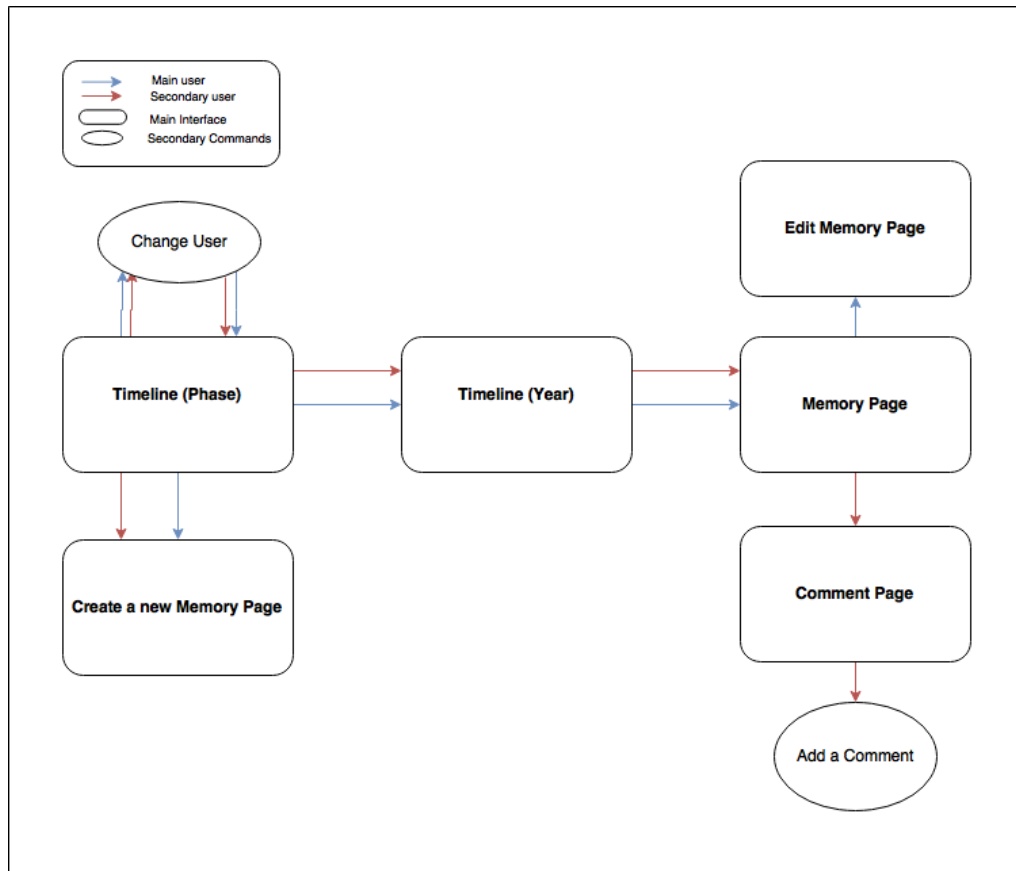 Main user
Secondary user
Main Interface
Secondary Commands
Change User
Edit Memory Page
Timeline (Phase)
Timeline (Year)
Memory Page
Create a new Memory Page
Comment Page
Add a Comment